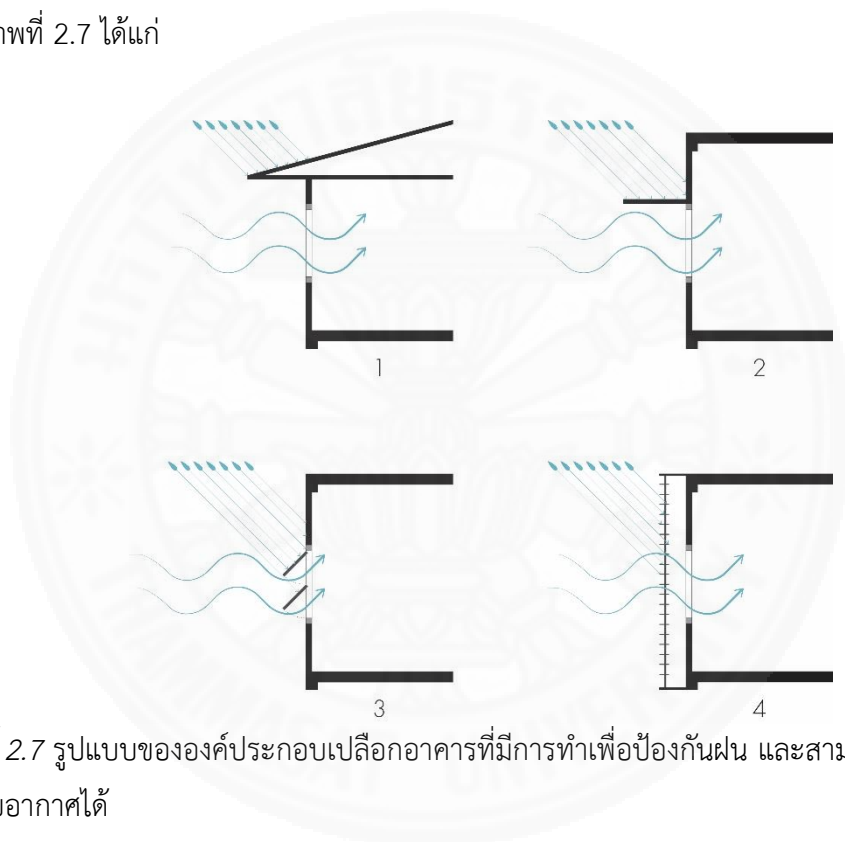 าพที่ 2.7 ได้แก่
1
2
3
4
2.7 รูปแบบขององค์ประกอบเปลือกอาคารที่มีการทำเพื่อป้องกันฝน และสาม
อากาศได้